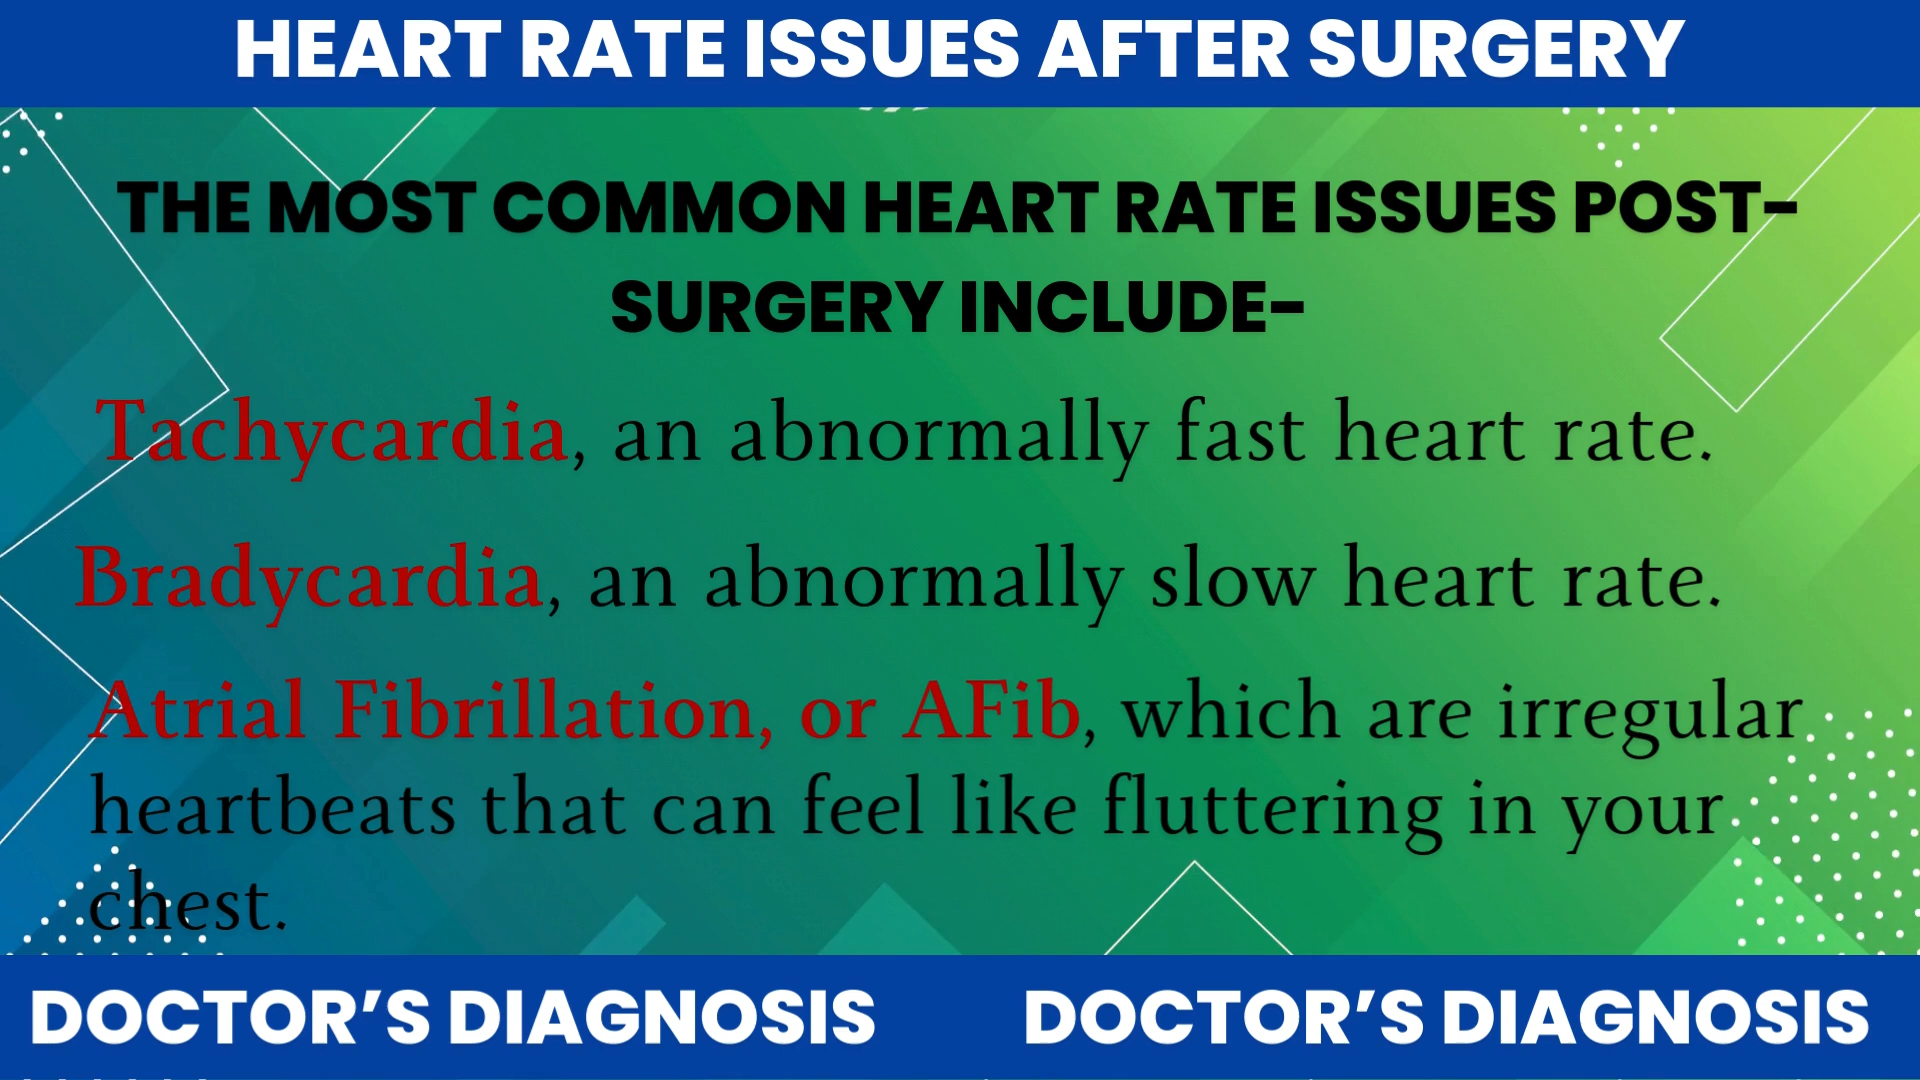 HEART RATE ISSUES AFTER SURGERY
THE MOST COMMON HEART RATE ISSUES POST-
SURGERY INCLUDE-
Tachycardia, an abnormally fast heart rate.
Bradycardia, an abnormally slow heart rate.
Atrial Fibrillation, or AFib, which are irregular
heartbeats that can feel like fluttering in your
chest.
DOCTOR’S DIAGNOSIS DOCTOR’S DIAGNOSIS